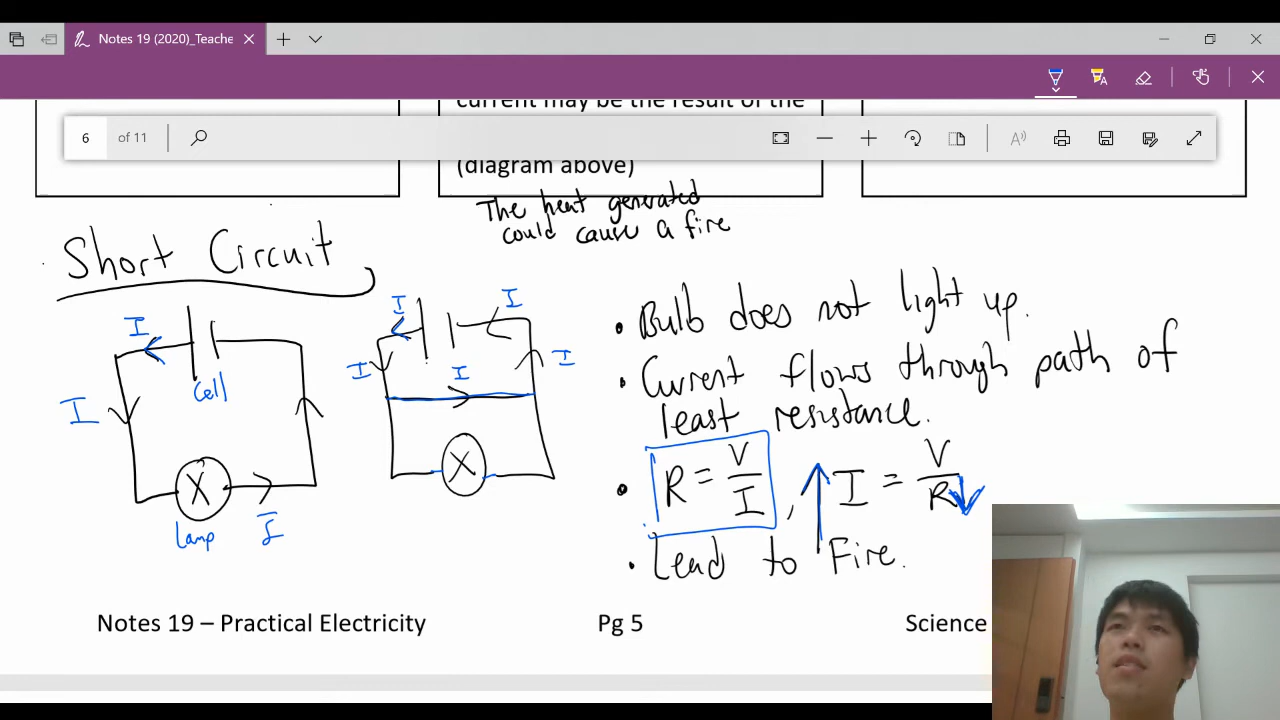 Notes 19 (2020)_Teache
current may be the result of the
6 of 11
(diagram above)
The heat generated
could cause a fire
Short Circuit
I
I
Cell
Lamp
I
I
I
I
I
I
X
X
• Bulb does not light up.
• Current flows through path of
least resistance.
• R = V/I , ↑ I = V/R ↓
• Lead to Fire.
Notes 19 – Practical Electricity
Pg 5
Science